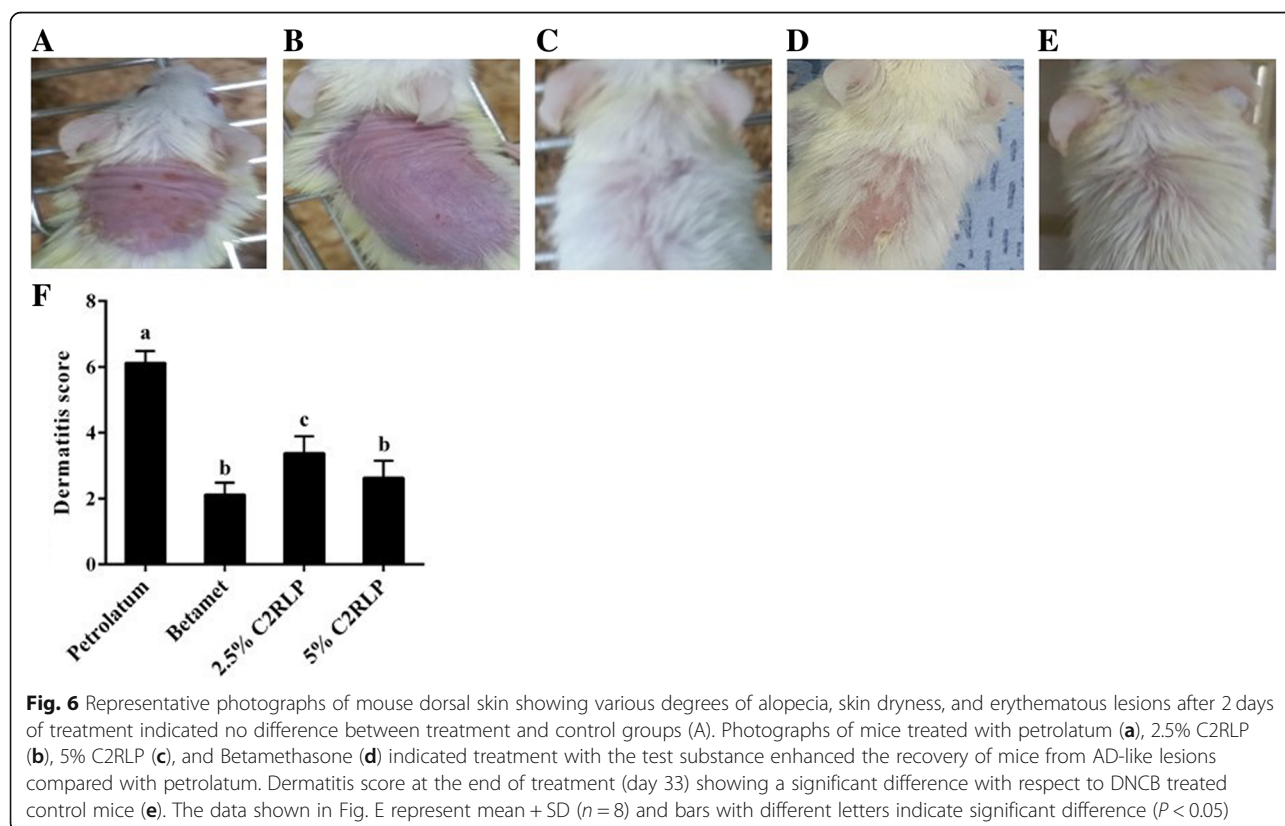 A
B
C
D
E
F
8
6
4
2
0
Dermatitis score
a
b
c
b
Petrolatum
Betamet
2.5% C2RLP
5% C2RLP
Fig. 6 Representative photographs of mouse dorsal skin showing various degrees of alopecia, skin dryness, and erythematous lesions after 2 days
of treatment indicated no difference between treatment and control groups (A). Photographs of mice treated with petrolatum (a), 2.5% C2RLP
(b), 5% C2RLP (c), and Betamethasone (d) indicated treatment with the test substance enhanced the recovery of mice from AD-like lesions
compared with petrolatum. Dermatitis score at the end of treatment (day 33) showing a significant difference with respect to DNCB treated
control mice (e). The data shown in Fig. E represent mean + SD (n = 8) and bars with different letters indicate significant difference (P < 0.05)